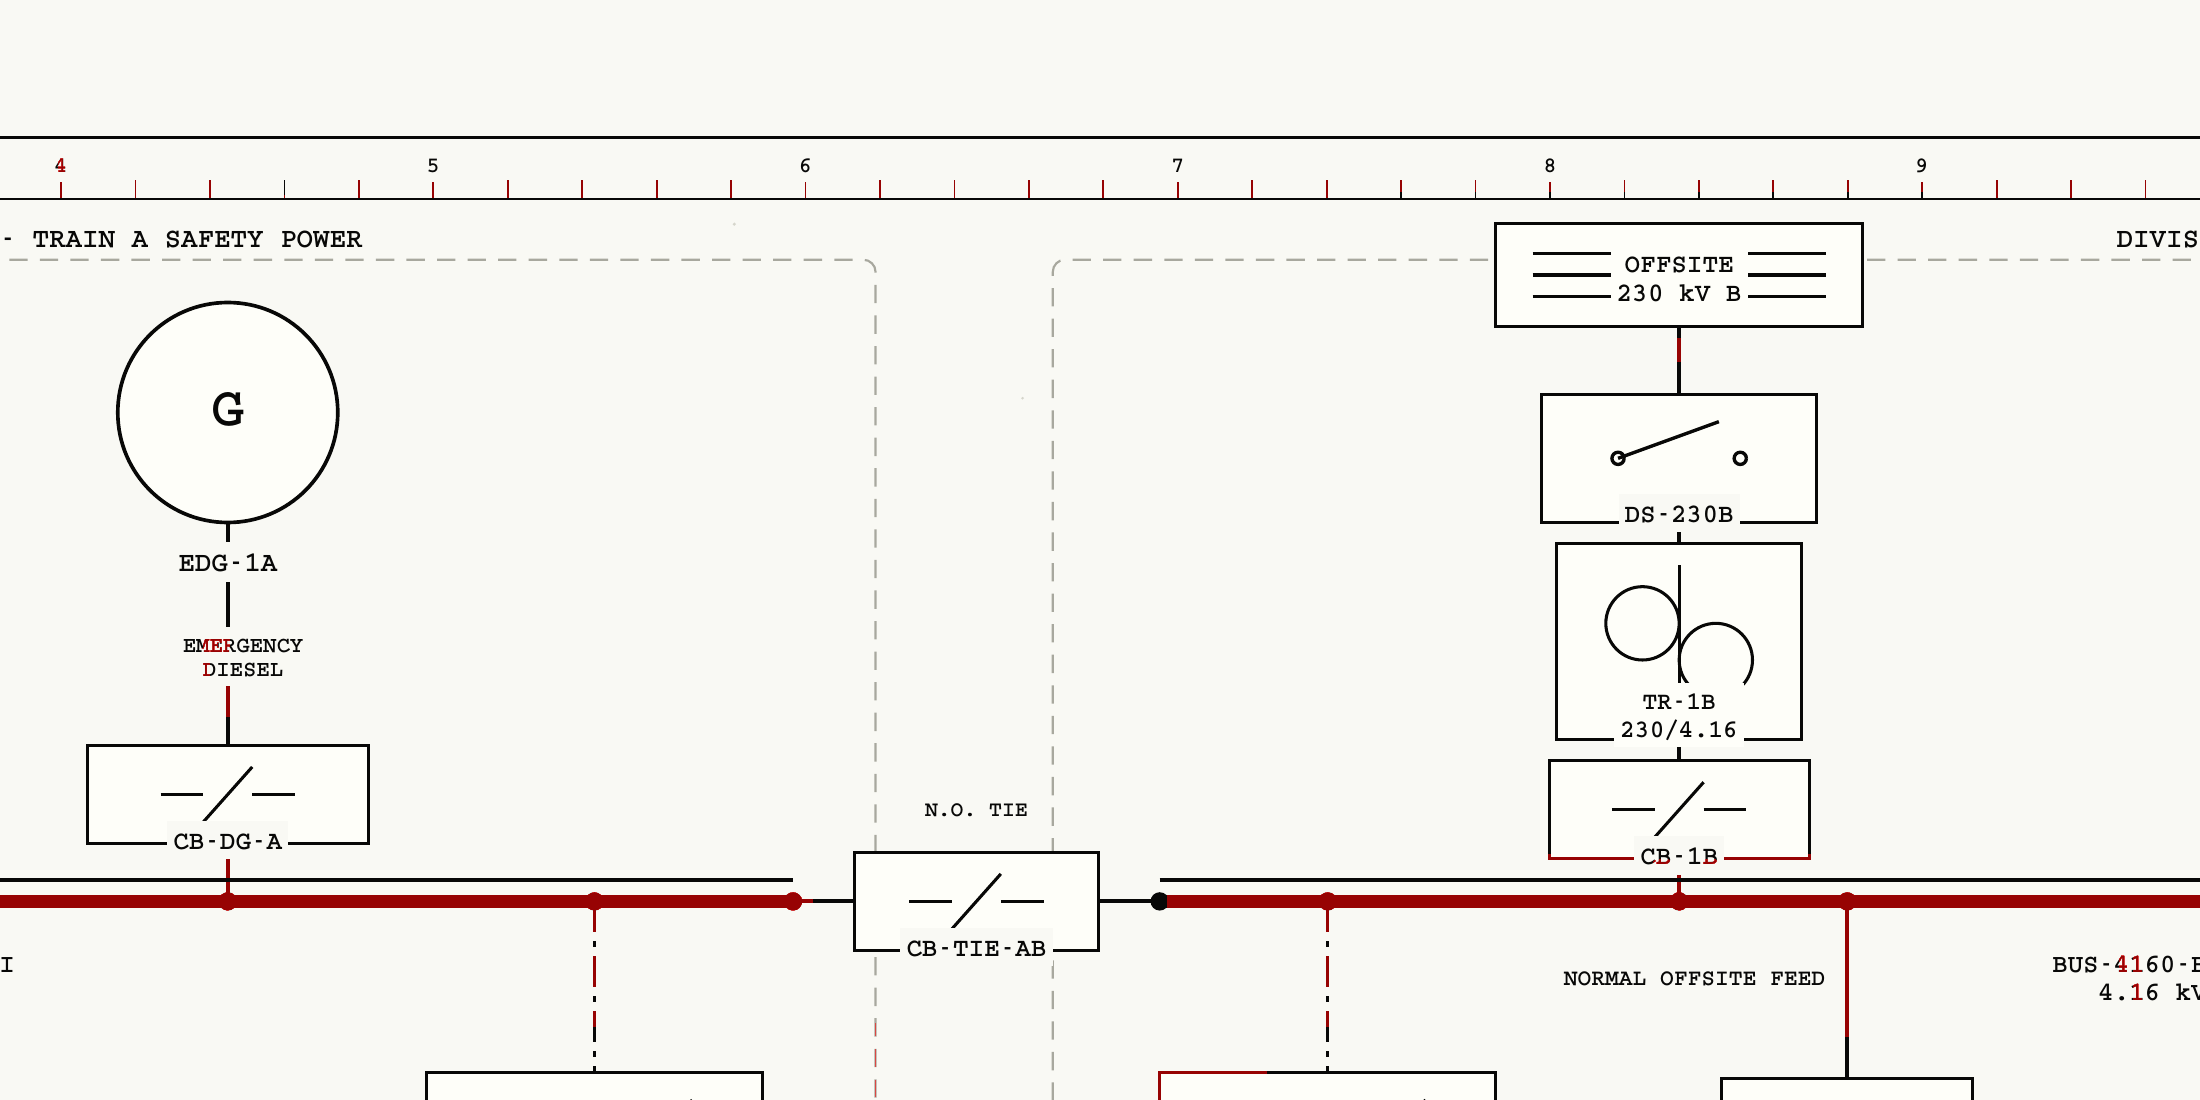 4 5 6 7 8 9
- TRAIN A SAFETY POWER
DIVIS
OFFSITE
230 kV B
G
DS-230B
EDG-1A
EMERGENCY
DIESEL
TR-1B
230/4.16
N.O. TIE
CB-DG-A
CB-1B
CB-TIE-AB
I
NORMAL OFFSITE FEED
BUS-4160-
4.16 kV